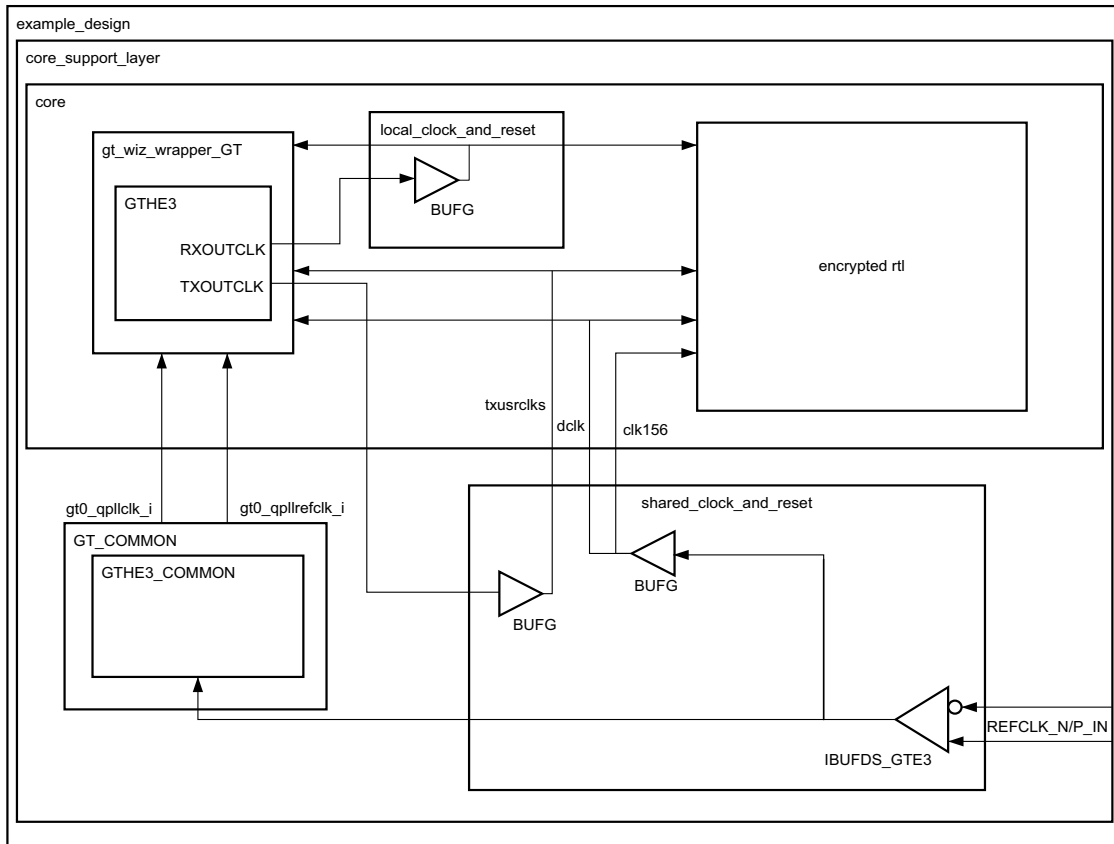 example_design
core_support_layer
core
local_clock_and_reset
gt_wiz_wrapper_GT
BUFG
GTHE3
RXOUTCLK
TXOUTCLK
encrypted rtl
txusrclks
dclk
clk156
gt0_qpllclk_i
gt0_qpllrefclk_i
shared_clock_and_reset
GT_COMMON
GTHE3_COMMON
BUFG
BUFG
REFCLK_N/P_IN
IBUFDS_GTE3